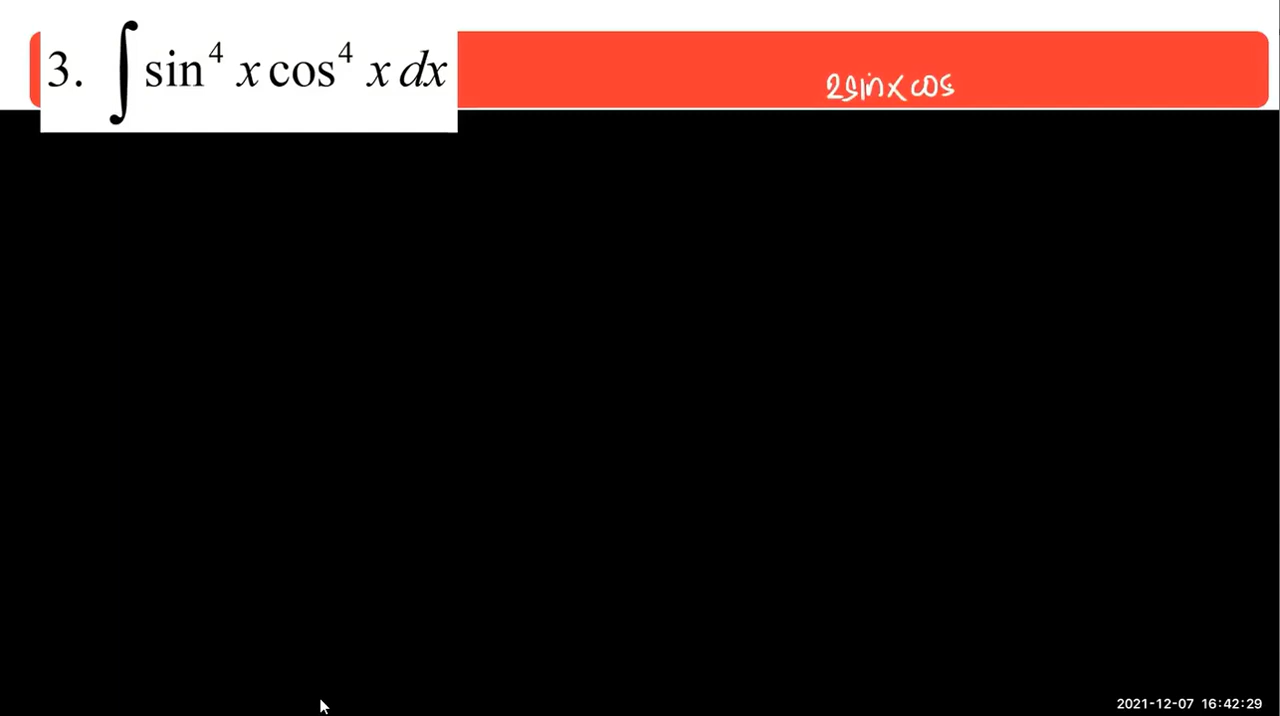 3. ∫ sin⁴ x cos⁴ x dx
2sinx cos
2021-12-07 16:42:29